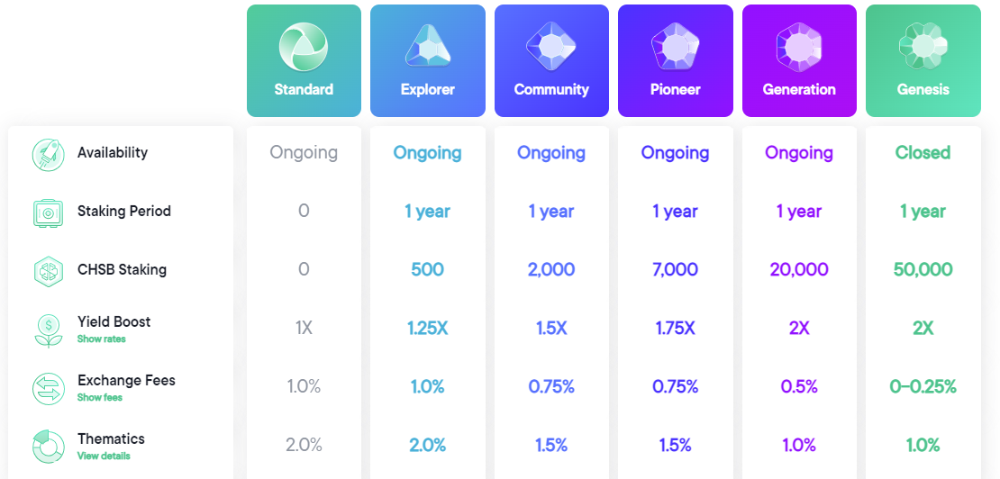 Standard Explorer Community Pioneer Generation Genesis
Availability Ongoing Ongoing Ongoing Ongoing Ongoing Closed
Staking Period 0 1 year 1 year 1 year 1 year 1 year
CHSB Staking 0 500 2,000 7,000 20,000 50,000
Yield Boost 1X 1.25X 1.5X 1.75X 2X 2X
Show rates
Exchange Fees 1.0% 1.0% 0.75% 0.75% 0.5% 0–0.25%
Show fees
Thematics 2.0% 2.0% 1.5% 1.5% 1.0% 1.0%
View details